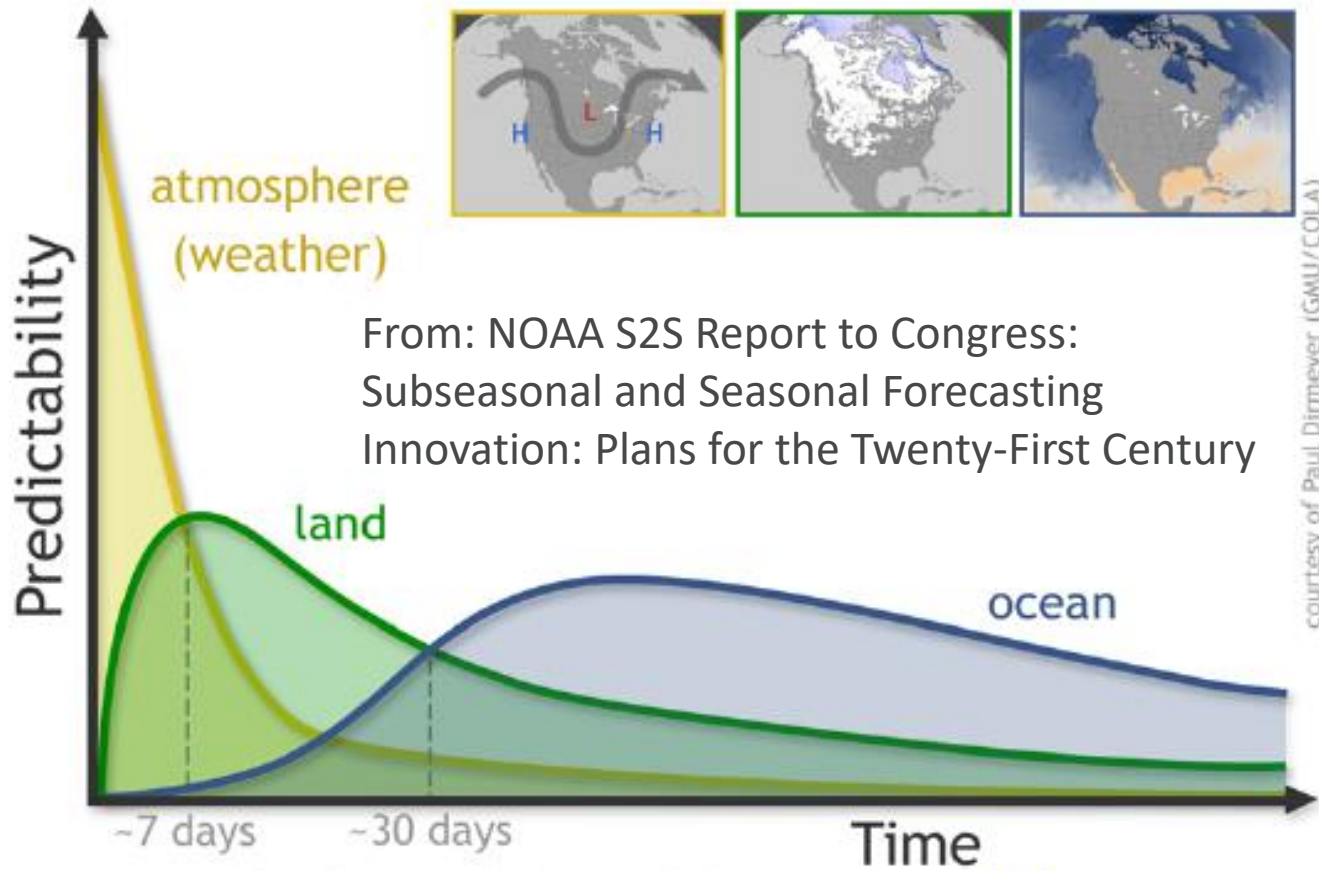 H
L
H
atmosphere
(weather)
From: NOAA S2S Report to Congress:
Subseasonal and Seasonal Forecasting
Innovation: Plans for the Twenty-First Century
Predictability
land
ocean
~7 days
~30 days
Time
courtesy of Paul Dirmeyer (GMU/COLA)